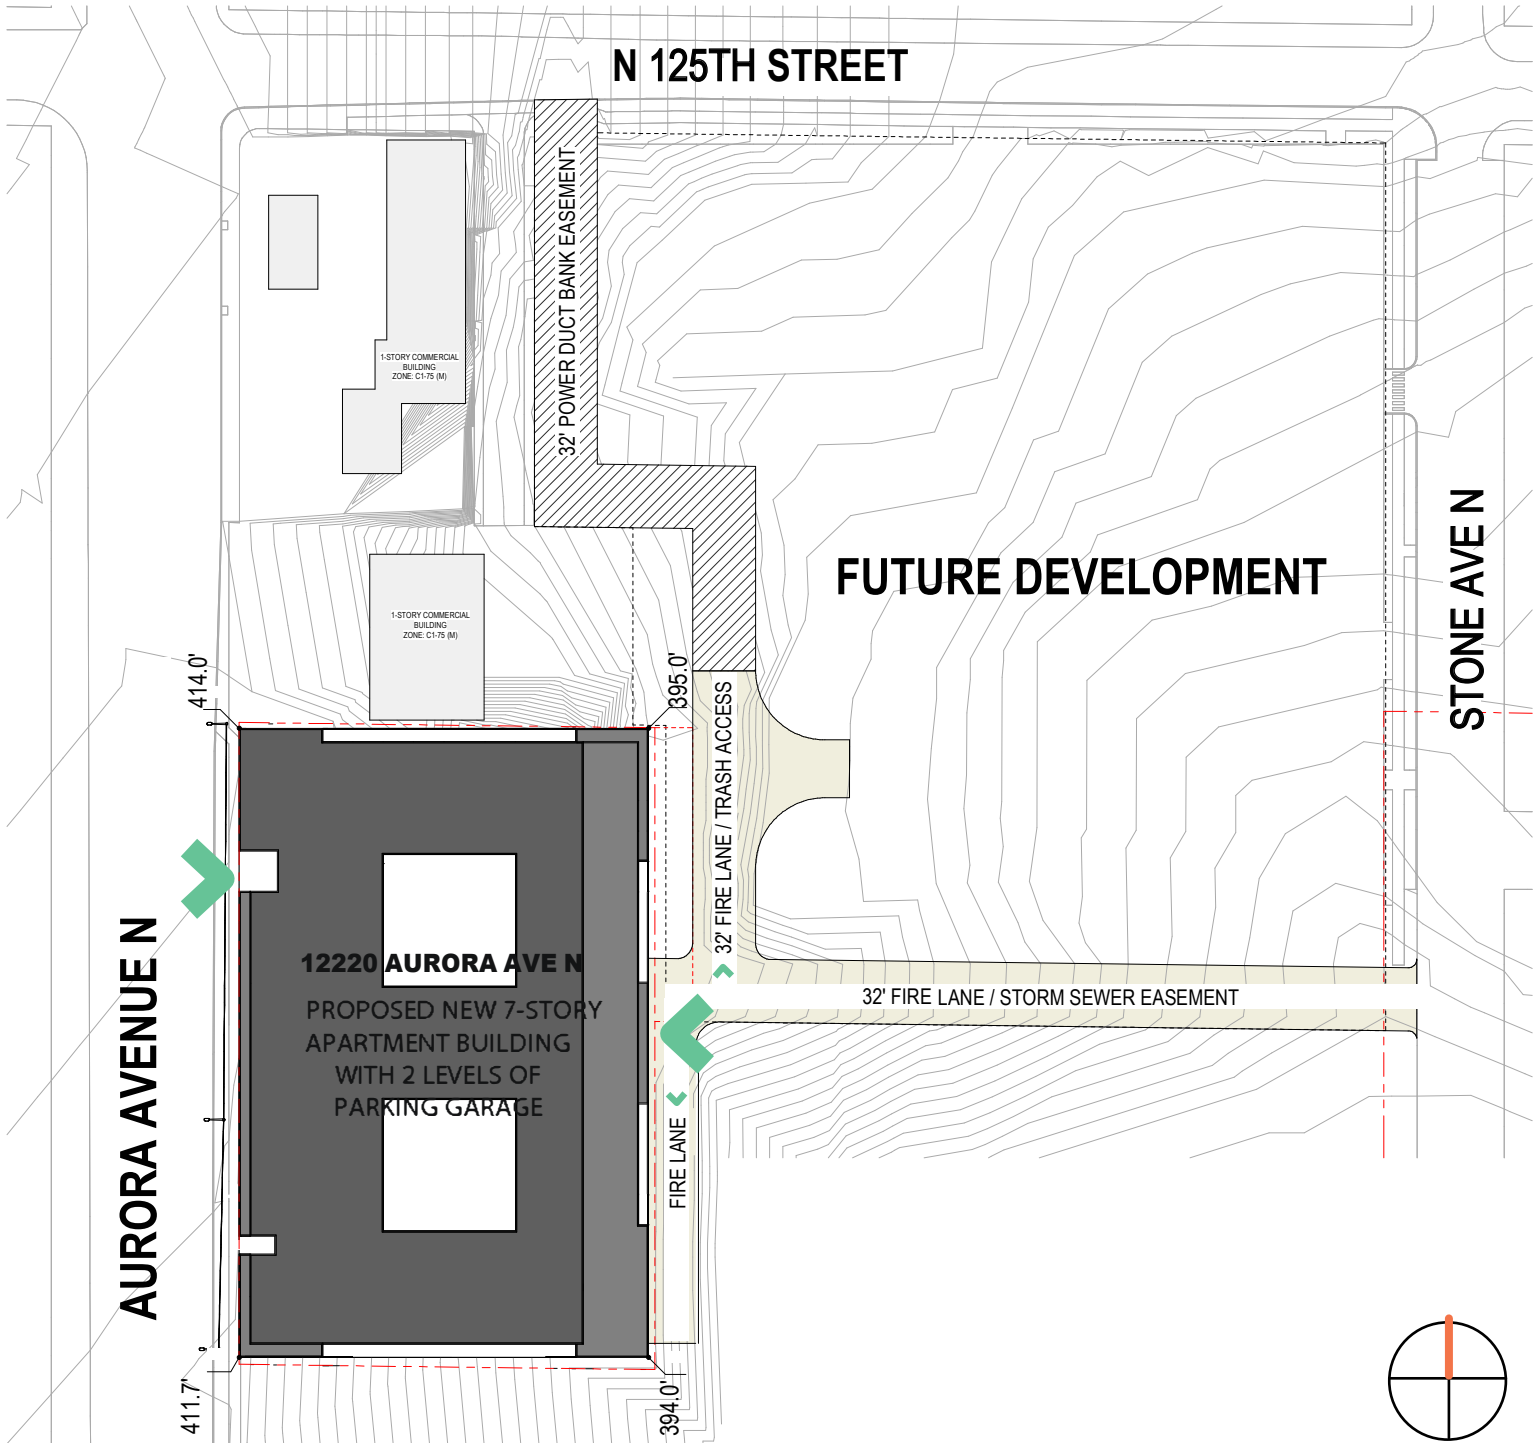 N 125TH STREET
32' POWER DUCT BANK EASEMENT
1-STORY COMMERCIAL
BUILDING
ZONE: C1-75 (M)
FUTURE DEVELOPMENT
STONE AVE N
1-STORY COMMERCIAL
BUILDING
ZONE: C1-75 (M)
414.0'
395.0'
32' FIRE LANE / TRASH ACCESS
AURORA AVENUE N
12220 AURORA AVE N
PROPOSED NEW 7-STORY
APARTMENT BUILDING
WITH 2 LEVELS OF
PARKING GARAGE
32' FIRE LANE / STORM SEWER EASEMENT
FIRE LANE
411.7'
394.0'